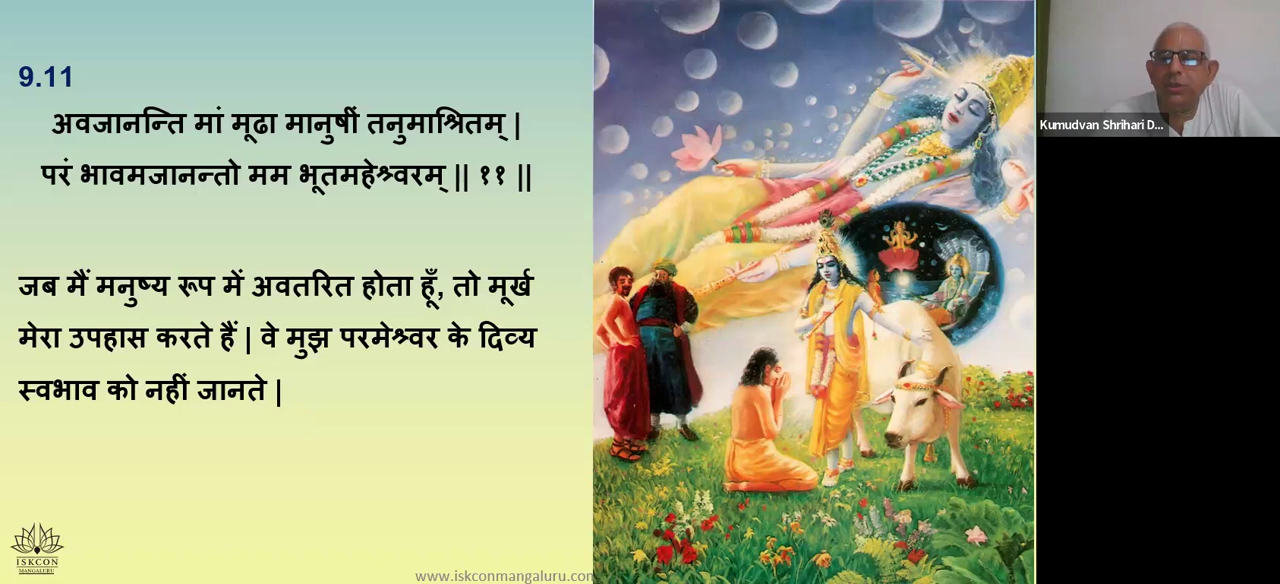 9.11
अवजानन्ति मां मूढा मानुषीं तनुमाश्रितम् |
परं भावमजानन्तो मम भूतमहेश्र्वरम् || ११ ||
जब मैं मनुष्य रूप में अवतरित होता हूँ, तो मूर्ख
मेरा उपहास करते हैं | वे मुझ परमेश्र्वर के दिव्य
स्वभाव को नहीं जानते |
ISKCON
MANGALURU
www.iskconmangaluru.com
Kumudvan Shrihari D...